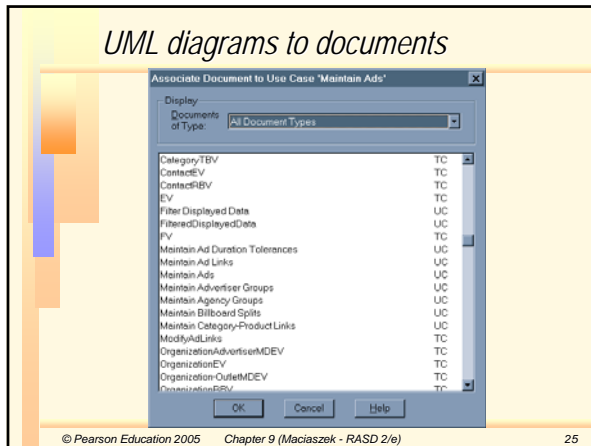 UML diagrams to documents
Associate Document to Use Case 'Maintain Ads'
Display
Documents of Type: All Document Types
CategoryTBV TC
ContactEV TC
ContactRBV TC
EV TC
Filter Displayed Data UC
FilteredDisplayedData UC
FV TC
Maintain Ad Duration Tolerances UC
Maintain Ad Links UC
Maintain Ads UC
Maintain Advertiser Groups UC
Maintain Agency Groups UC
Maintain Billboard Splits UC
Maintain Category-Product Links UC
ModifyAdLinks TC
OrganizationAdvertiserMDEV TC
OrganizationEV TC
Organization-OutletMDEV TC
OrganizationRBV TC
OK Cancel Help
© Pearson Education 2005 Chapter 9 (Maciaszek - RASD 2/e) 25